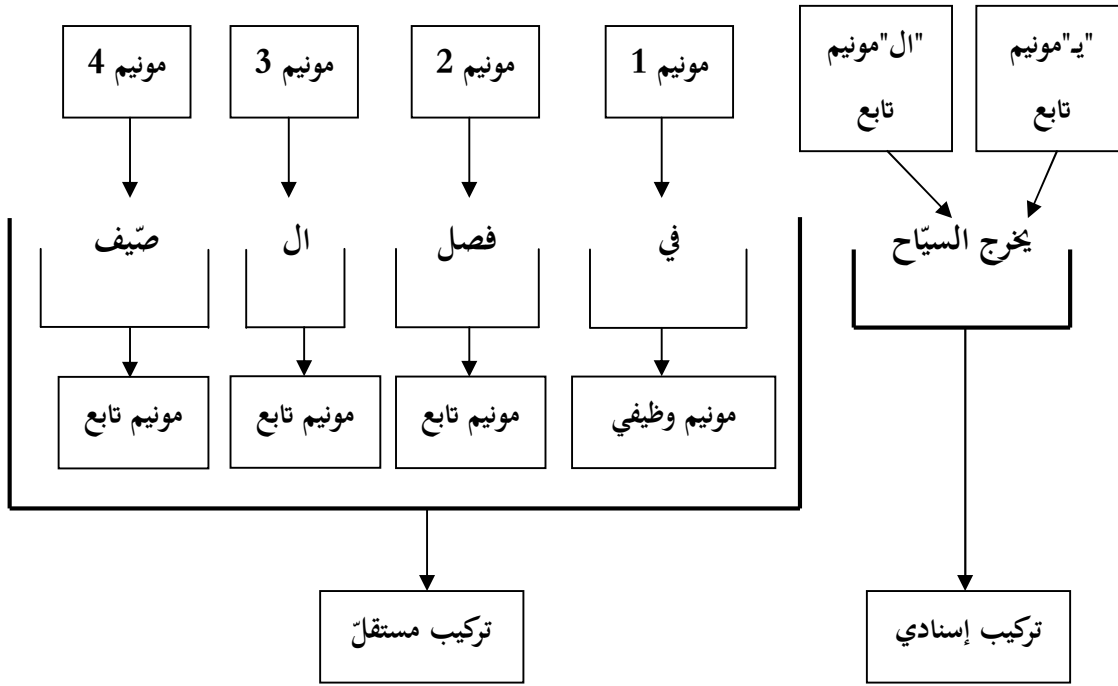 "يـ"مونيم
تابع
"ال"مونيم
تابع
مونيم 1
مونيم 2
مونيم 3
مونيم 4
يخرج السيّاح
في
فصل
ال
صّيف
مونيم وظيفي
مونيم تابع
مونيم تابع
مونيم تابع
تركيب إسنادي
تركيب مستقلّ